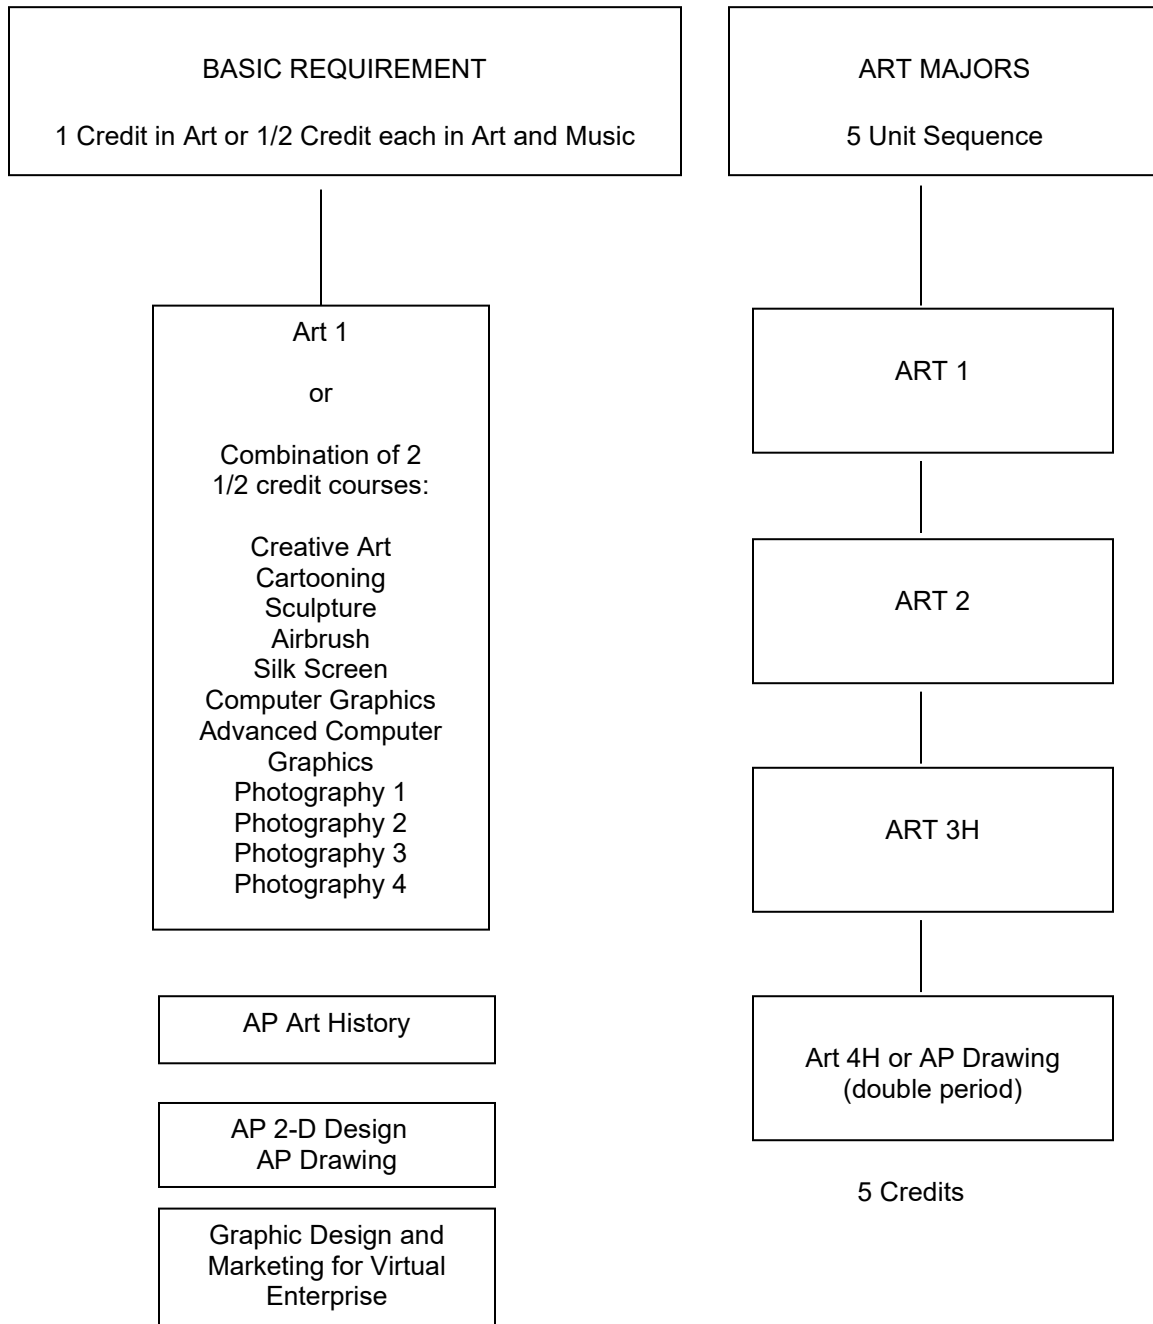 BASIC REQUIREMENT
1 Credit in Art or 1/2 Credit each in Art and Music
Art 1
or
Combination of 2
1/2 credit courses:
Creative Art
Cartooning
Sculpture
Airbrush
Silk Screen
Computer Graphics
Advanced Computer
Graphics
Photography 1
Photography 2
Photography 3
Photography 4
AP Art History
AP 2-D Design
AP Drawing
Graphic Design and
Marketing for Virtual
Enterprise
ART MAJORS
5 Unit Sequence
ART 1
ART 2
ART 3H
Art 4H or AP Drawing
(double period)
5 Credits